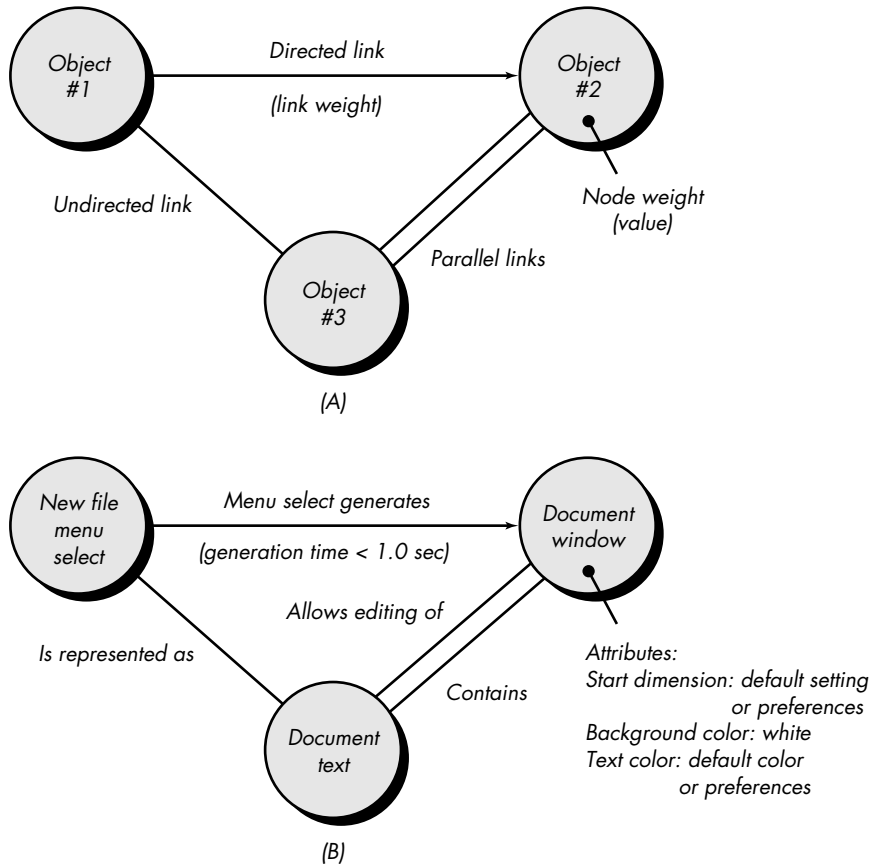 Object
#1
Directed link
(link weight)
Object
#2
Undirected link
Node weight
(value)
Parallel links
Object
#3
(A)
New file
menu
select
Menu select generates
(generation time < 1.0 sec)
Document
window
Allows editing of
Is represented as
Attributes:
Start dimension: default setting
or preferences
Background color: white
Text color: default color
or preferences
Contains
Document
text
(B)